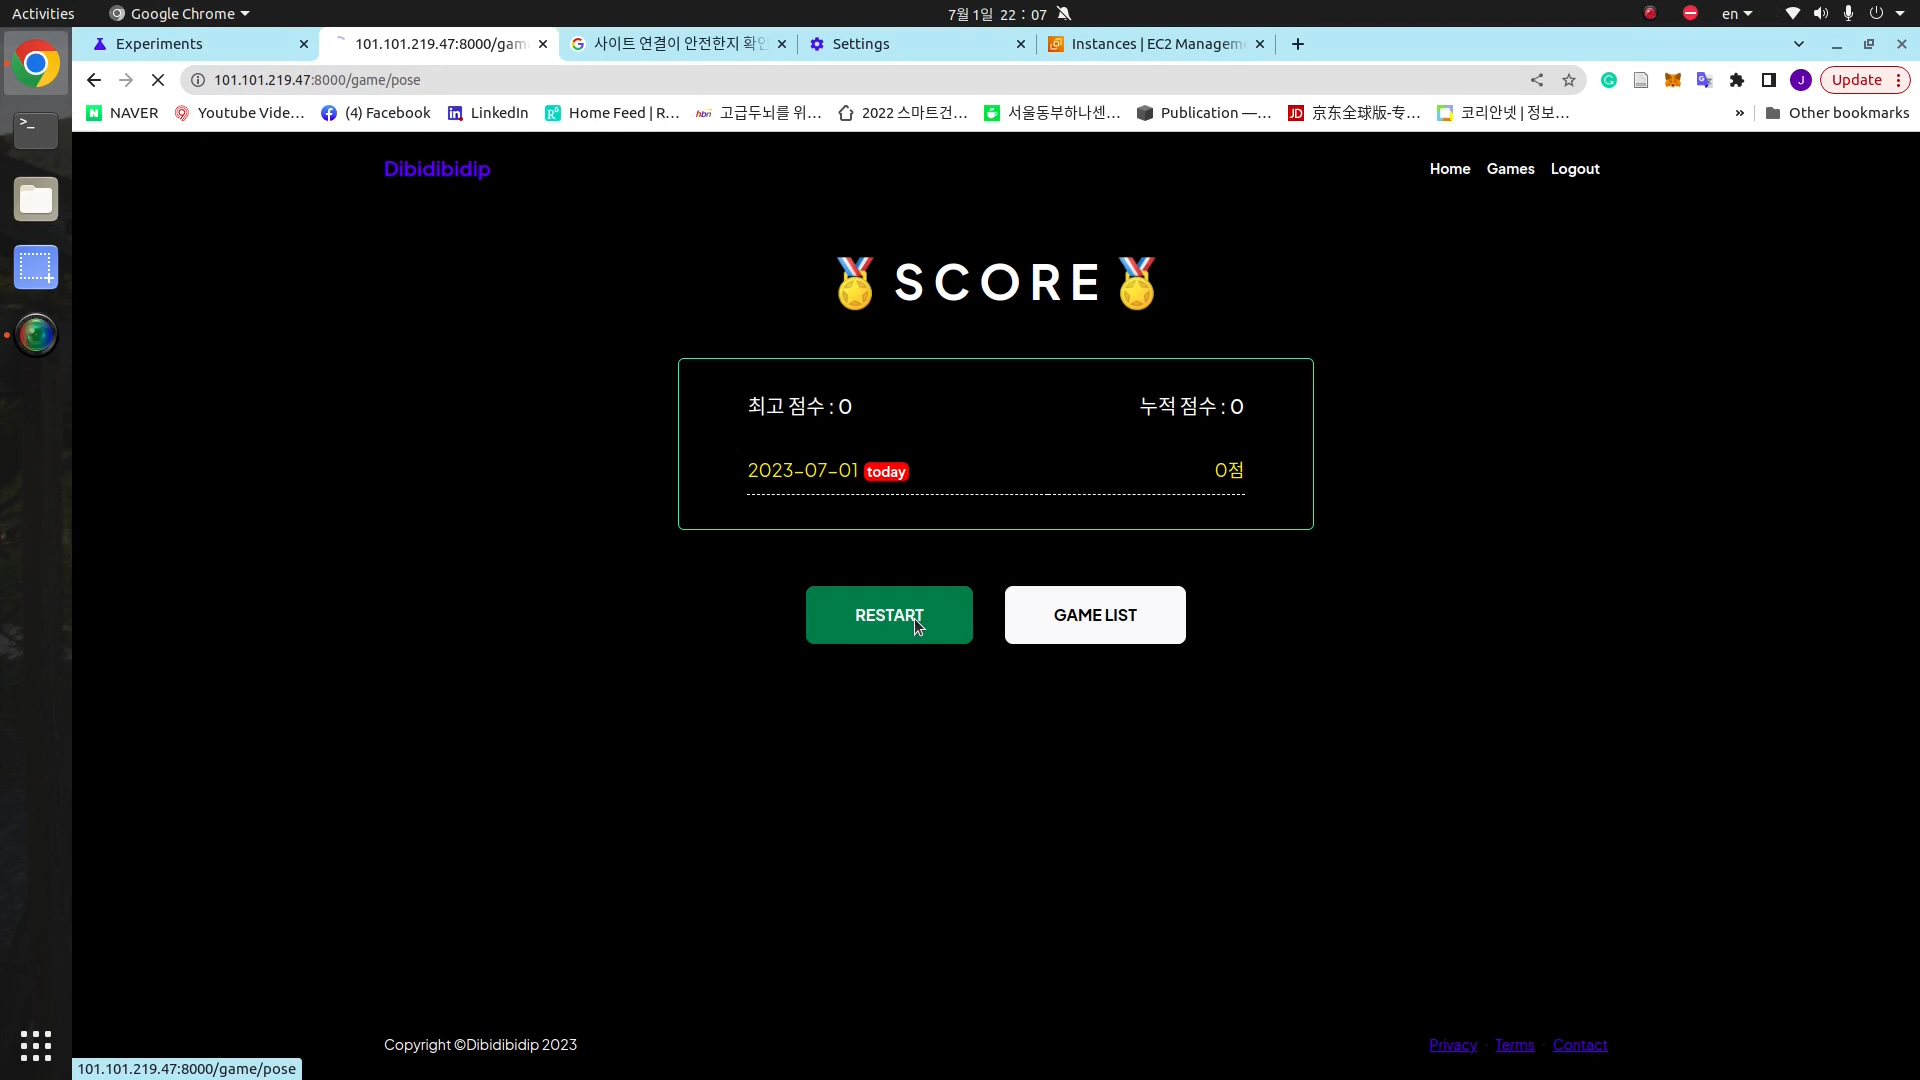 Activities
Google Chrome
7월 1일 22 : 07
en
Experiments
101.101.219.47:8000/gam
사이트 연결이 안전한지 확인
Settings
Instances | EC2 Managem
101.101.219.47:8000/game/pose
Update
NAVER
Youtube Vide...
(4) Facebook
LinkedIn
Home Feed | R...
hbri 고급두뇌를 위...
2022 스마트건...
서울동부하나센...
Publication —...
JD 京东全球版-专...
코리안넷 | 정보...
»
Other bookmarks
Dibidibidip
Home
Games
Logout
SCORE
최고 점수 : 0
누적 점수 : 0
2023-07-01 today
0점
RESTART
GAME LIST
Copyright ©Dibidibidip 2023
Privacy · Terms · Contact
101.101.219.47:8000/game/pose